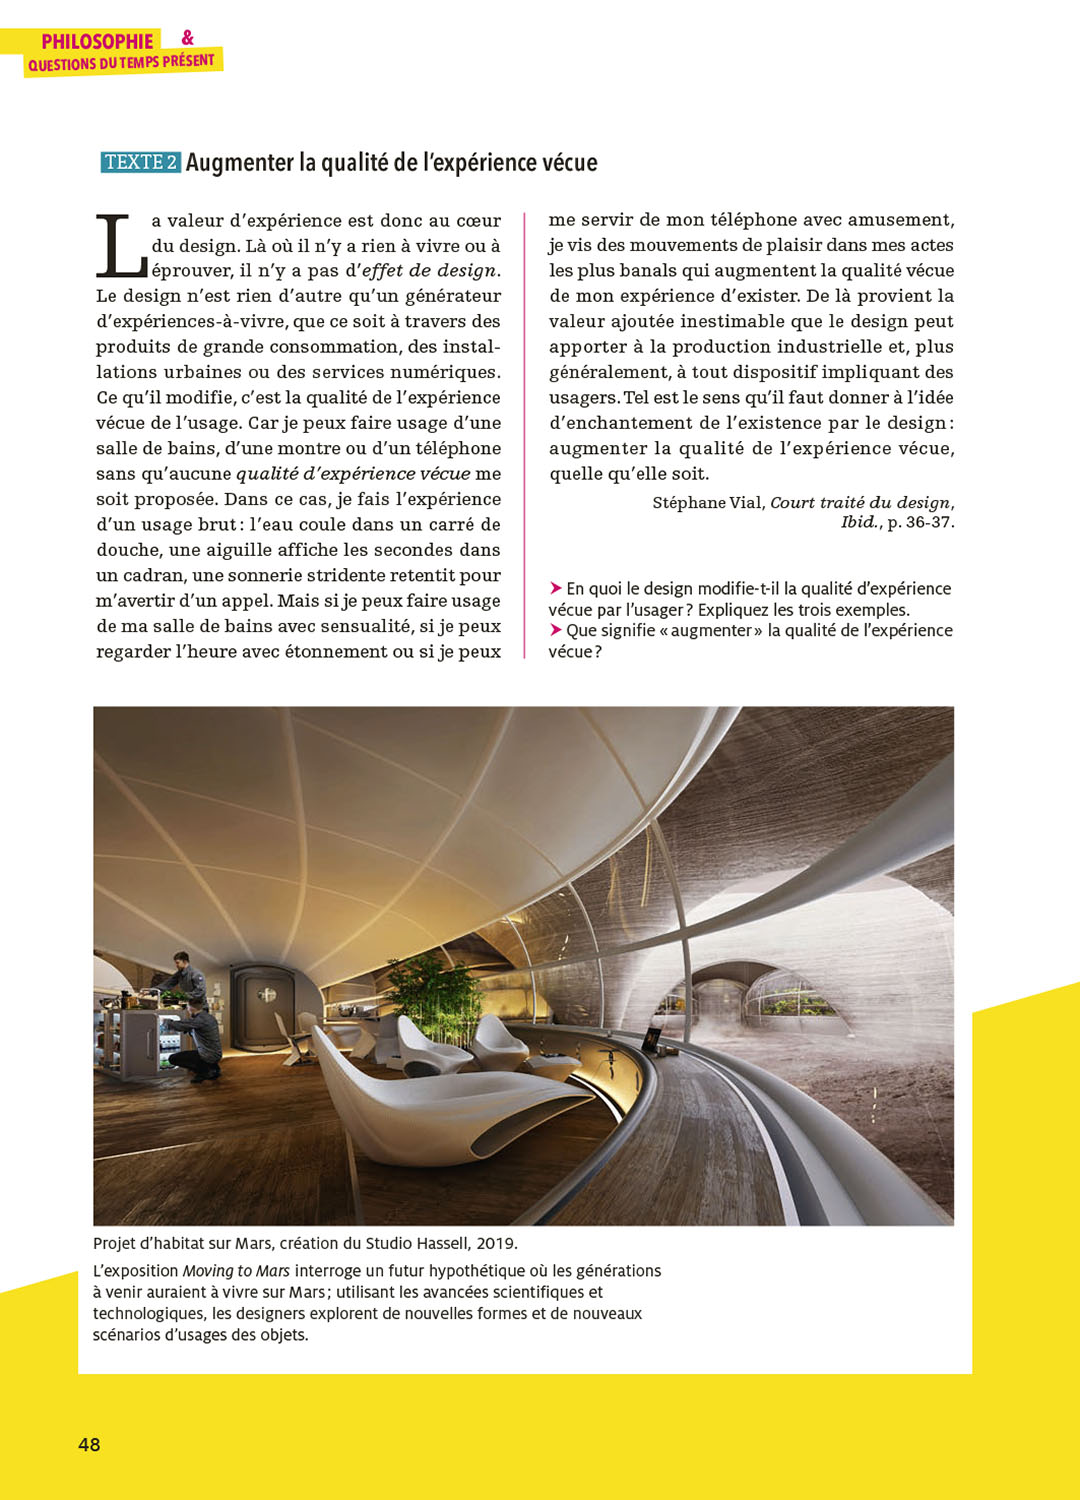 PHILOSOPHIE &
QUESTIONS DU TEMPS PRÉSENT
TEXTE 2 Augmenter la qualité de l'expérience vécue
La valeur d'expérience est donc au cœur
du design. Là où il n'y a rien à vivre ou à
éprouver, il n'y a pas d'effet de design.
Le design n'est rien d'autre qu'un générateur
d'expériences-à-vivre, que ce soit à travers des
produits de grande consommation, des instal-
lations urbaines ou des services numériques.
Ce qu'il modifie, c'est la qualité de l'expérience
vécue de l'usage. Car je peux faire usage d'une
salle de bains, d'une montre ou d'un téléphone
sans qu'aucune qualité d'expérience vécue me
soit proposée. Dans ce cas, je fais l'expérience
d'un usage brut : l'eau coule dans un carré de
douche, une aiguille affiche les secondes dans
un cadran, une sonnerie stridente retentit pour
m'avertir d'un appel. Mais si je peux faire usage
de ma salle de bains avec sensualité, si je peux
regarder l'heure avec étonnement ou si je peux
me servir de mon téléphone avec amusement,
je vis des mouvements de plaisir dans mes actes
les plus banals qui augmentent la qualité vécue
de mon expérience d'exister. De là provient la
valeur ajoutée inestimable que le design peut
apporter à la production industrielle et, plus
généralement, à tout dispositif impliquant des
usagers. Tel est le sens qu'il faut donner à l'idée
d'enchantement de l'existence par le design :
augmenter la qualité de l'expérience vécue,
quelle qu'elle soit.
Stéphane Vial, Court traité du design,
Ibid., p. 36-37.
➤ En quoi le design modifie-t-il la qualité d'expérience
vécue par l'usager ? Expliquez les trois exemples.
➤ Que signifie « augmenter » la qualité de l'expérience
vécue ?
Projet d'habitat sur Mars, création du Studio Hassell, 2019.
L'exposition Moving to Mars interroge un futur hypothétique où les générations
à venir auraient à vivre sur Mars ; utilisant les avancées scientifiques et
technologiques, les designers explorent de nouvelles formes et de nouveaux
scénarios d'usages des objets.
48